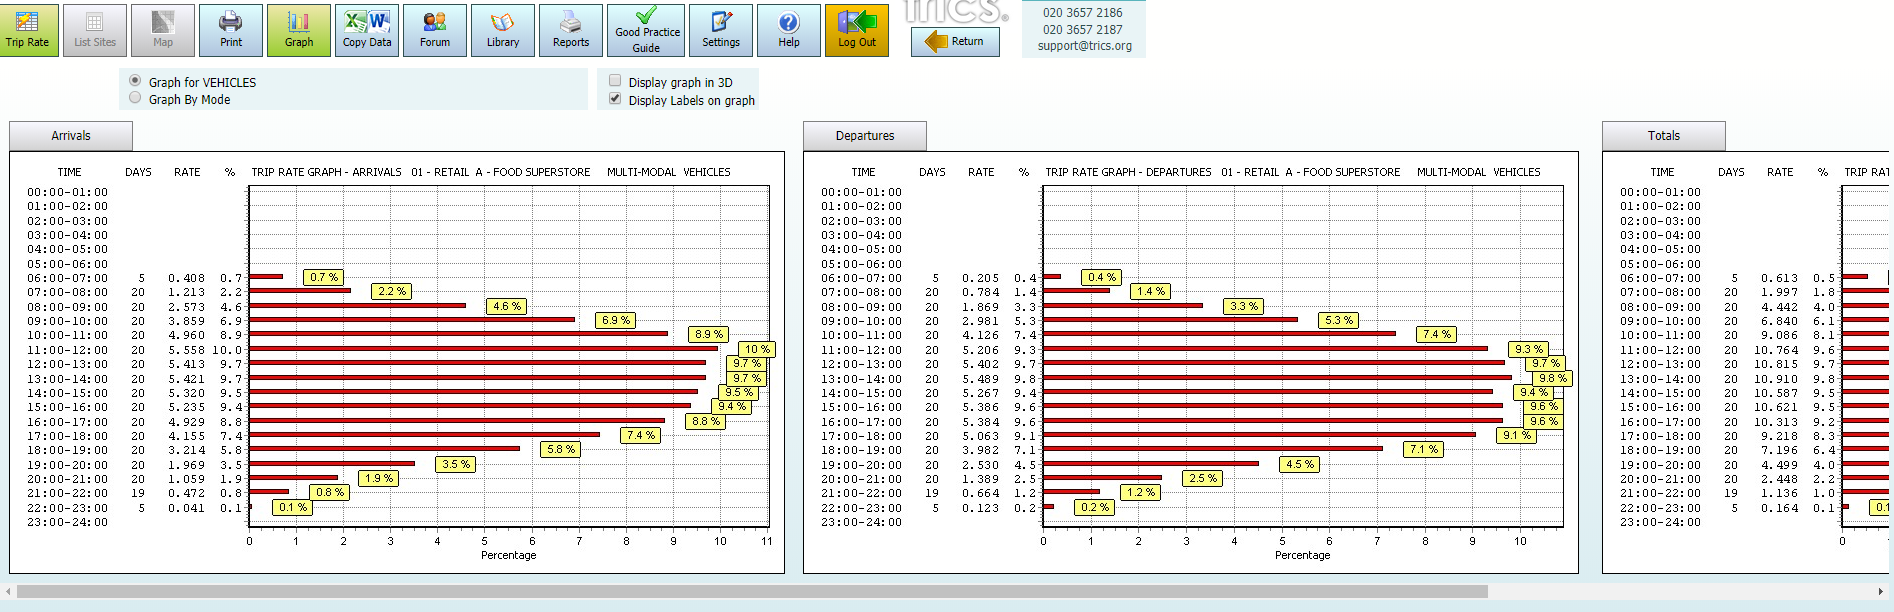 Trip Rate List Sites Map Print Graph Copy Data Forum Library Reports Good Practice Guide Settings Help Log Out
trics®
Return
020 3657 2186
020 3657 2187
support@trics.org
Graph for VEHICLES
Graph By Mode
Display graph in 3D
Display Labels on graph
Arrivals
TIME DAYS RATE % TRIP RATE GRAPH - ARRIVALS 01 - RETAIL A - FOOD SUPERSTORE MULTI-MODAL VEHICLES
00:00-01:00
01:00-02:00
02:00-03:00
03:00-04:00
04:00-05:00
05:00-06:00
06:00-07:00 5 0.408 0.7 0.7 %
07:00-08:00 20 1.213 2.2 2.2 %
08:00-09:00 20 2.573 4.6 4.6 %
09:00-10:00 20 3.859 6.9 6.9 %
10:00-11:00 20 4.960 8.9 8.9 %
11:00-12:00 20 5.558 10.0 10 %
12:00-13:00 20 5.413 9.7 9.7 %
13:00-14:00 20 5.421 9.7 9.7 %
14:00-15:00 20 5.320 9.5 9.5 %
15:00-16:00 20 5.235 9.4 9.4 %
16:00-17:00 20 4.929 8.8 8.8 %
17:00-18:00 20 4.155 7.4 7.4 %
18:00-19:00 20 3.214 5.8 5.8 %
19:00-20:00 20 1.969 3.5 3.5 %
20:00-21:00 20 1.059 1.9 1.9 %
21:00-22:00 19 0.472 0.8 0.8 %
22:00-23:00 5 0.041 0.1 0.1 %
23:00-24:00
0 1 2 3 4 5 6 7 8 9 10 11
Percentage
Departures
TIME DAYS RATE % TRIP RATE GRAPH - DEPARTURES 01 - RETAIL A - FOOD SUPERSTORE MULTI-MODAL VEHICLES
00:00-01:00
01:00-02:00
02:00-03:00
03:00-04:00
04:00-05:00
05:00-06:00
06:00-07:00 5 0.205 0.4 0.4 %
07:00-08:00 20 0.784 1.4 1.4 %
08:00-09:00 20 1.869 3.3 3.3 %
09:00-10:00 20 2.981 5.3 5.3 %
10:00-11:00 20 4.126 7.4 7.4 %
11:00-12:00 20 5.206 9.3 9.3 %
12:00-13:00 20 5.402 9.7 9.7 %
13:00-14:00 20 5.489 9.8 9.8 %
14:00-15:00 20 5.267 9.4 9.4 %
15:00-16:00 20 5.386 9.6 9.6 %
16:00-17:00 20 5.384 9.6 9.6 %
17:00-18:00 20 5.063 9.1 9.1 %
18:00-19:00 20 3.982 7.1 7.1 %
19:00-20:00 20 2.530 4.5 4.5 %
20:00-21:00 20 1.389 2.5 2.5 %
21:00-22:00 19 0.664 1.2 1.2 %
22:00-23:00 5 0.123 0.2 0.2 %
23:00-24:00
0 1 2 3 4 5 6 7 8 9 10
Percentage
Totals
TIME DAYS RATE % TRIP RAT
00:00-01:00
01:00-02:00
02:00-03:00
03:00-04:00
04:00-05:00
05:00-06:00
06:00-07:00 5 0.613 0.5
07:00-08:00 20 1.997 1.8
08:00-09:00 20 4.442 4.0
09:00-10:00 20 6.840 6.1
10:00-11:00 20 9.086 8.1
11:00-12:00 20 10.764 9.6
12:00-13:00 20 10.815 9.7
13:00-14:00 20 10.910 9.8
14:00-15:00 20 10.587 9.5
15:00-16:00 20 10.621 9.5
16:00-17:00 20 10.313 9.2
17:00-18:00 20 9.218 8.3
18:00-19:00 20 7.196 6.4
19:00-20:00 20 4.499 4.0
20:00-21:00 20 2.448 2.2
21:00-22:00 19 1.136 1.0
22:00-23:00 5 0.164 0.1 0.1
23:00-24:00
0